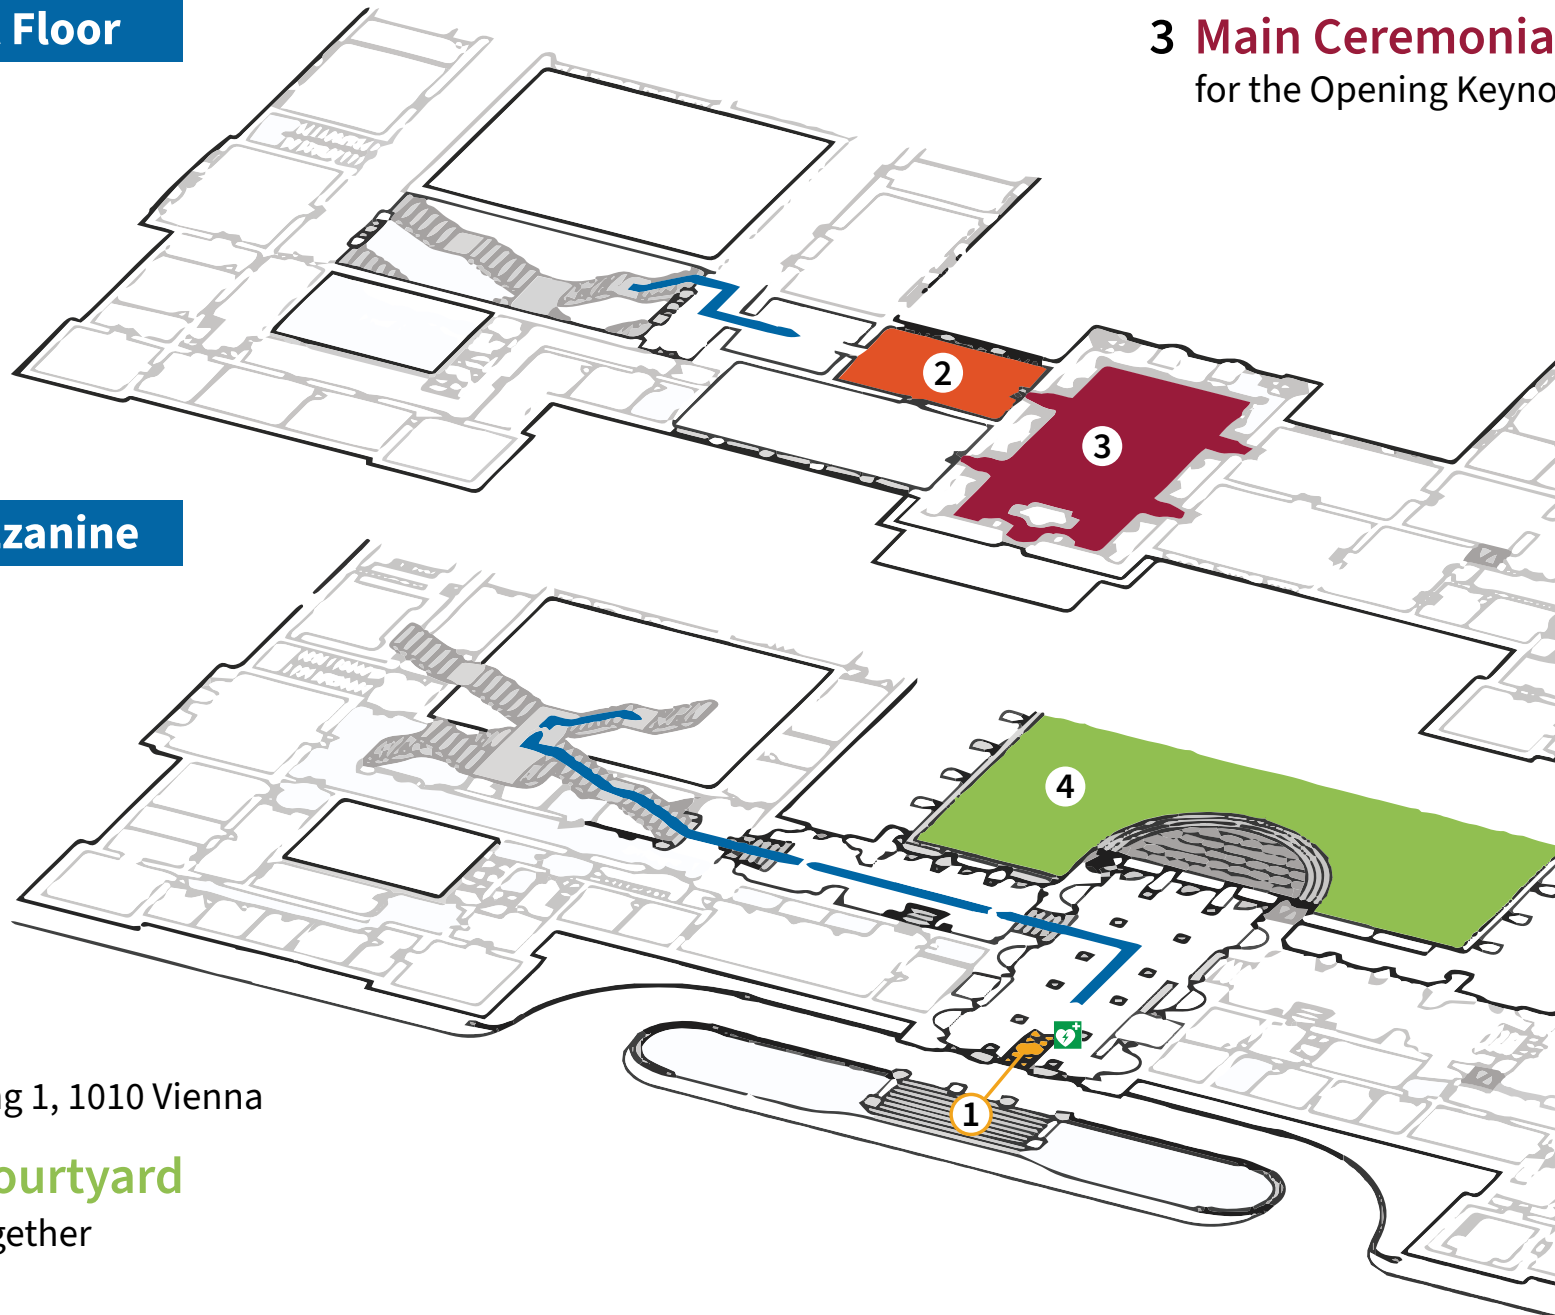 Floor
3 Main Ceremonia
for the Opening Keyno
2
3
zanine
4
1
g 1, 1010 Vienna
ourtyard
gether